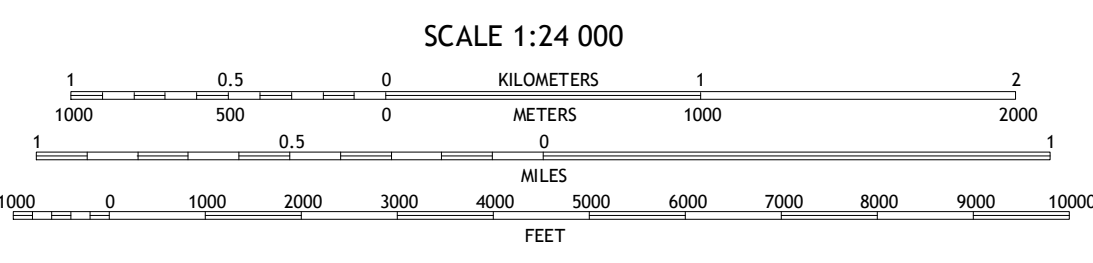 SCALE 1:24 000
1 0.5 0 KILOMETERS 1 2
1000 500 0 METERS 1000 2000
1 0.5 0 1
MILES
1000 0 1000 2000 3000 4000 5000 6000 7000 8000 9000 10000
FEET